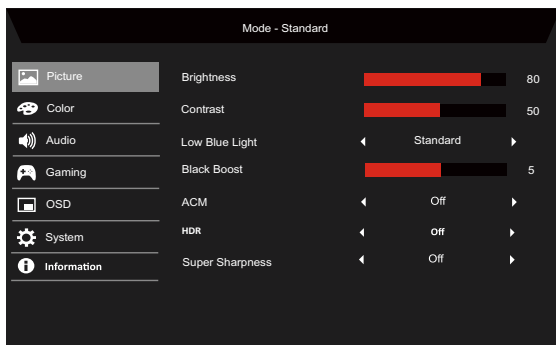 Mode - Standard
Picture
Brightness 80
Color
Contrast 50
Audio
Low Blue Light Standard
Gaming
Black Boost 5
OSD
ACM Off
System
HDR Off
Information
Super Sharpness Off